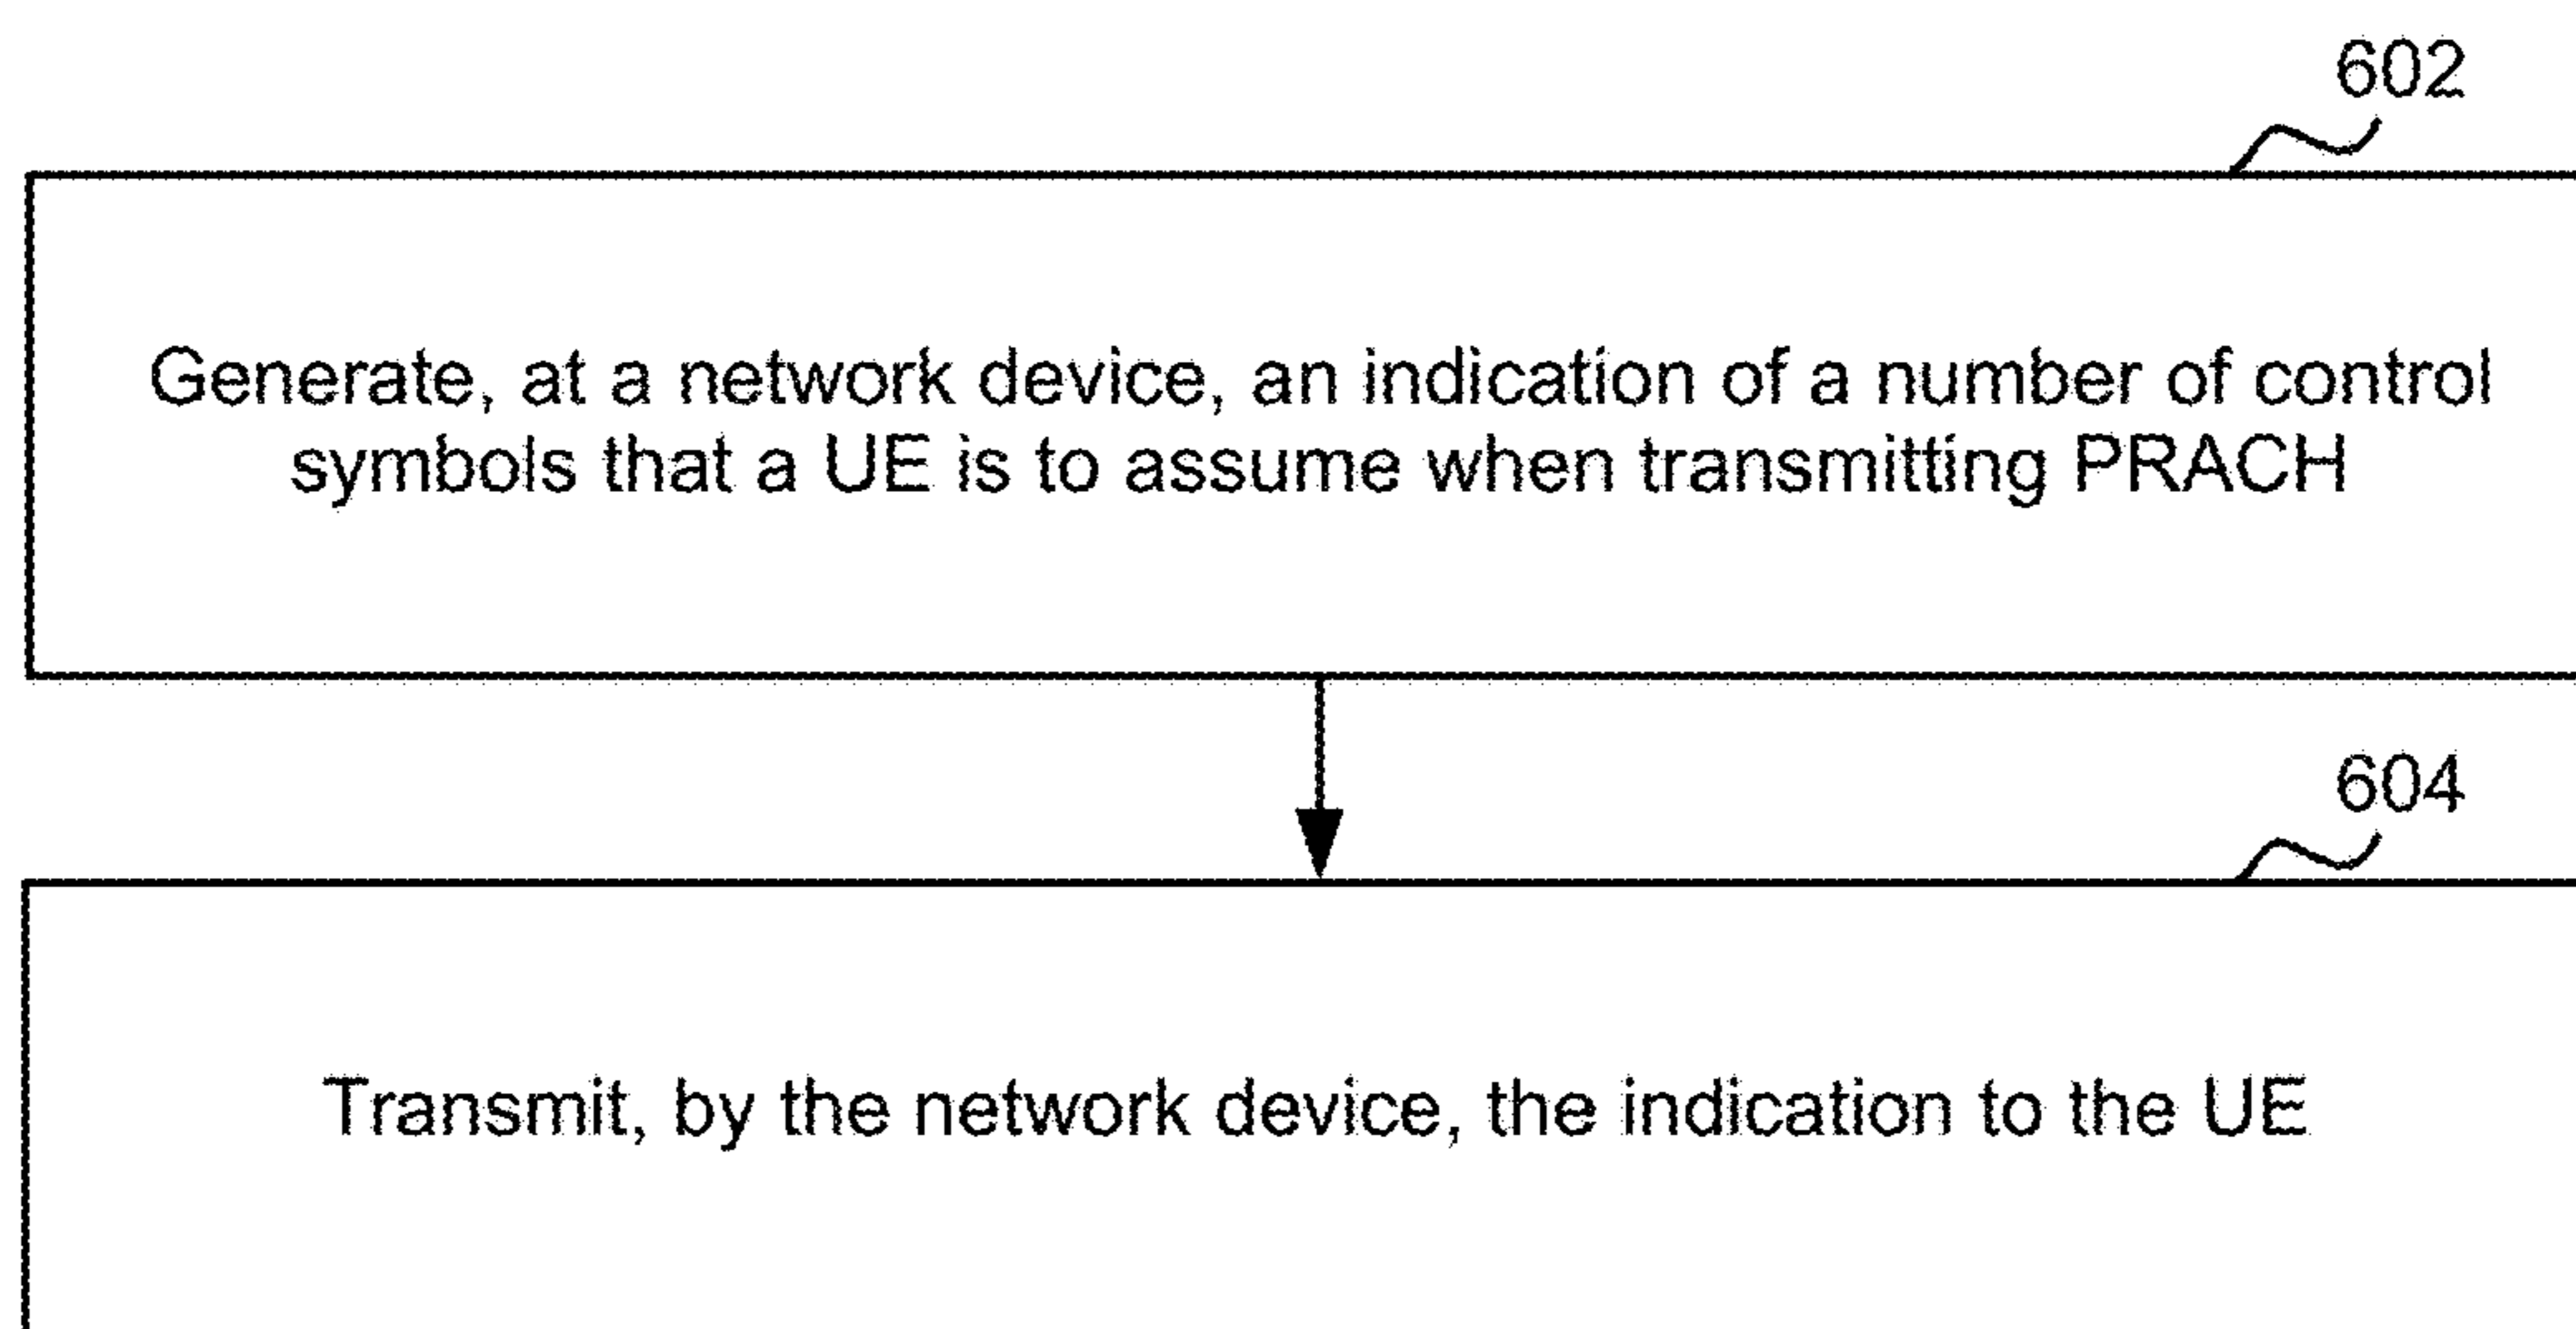 602
Generate, at a network device, an indication of a number of control
symbols that a UE is to assume when transmitting PRACH
604
Transmit, by the network device, the indication to the UE